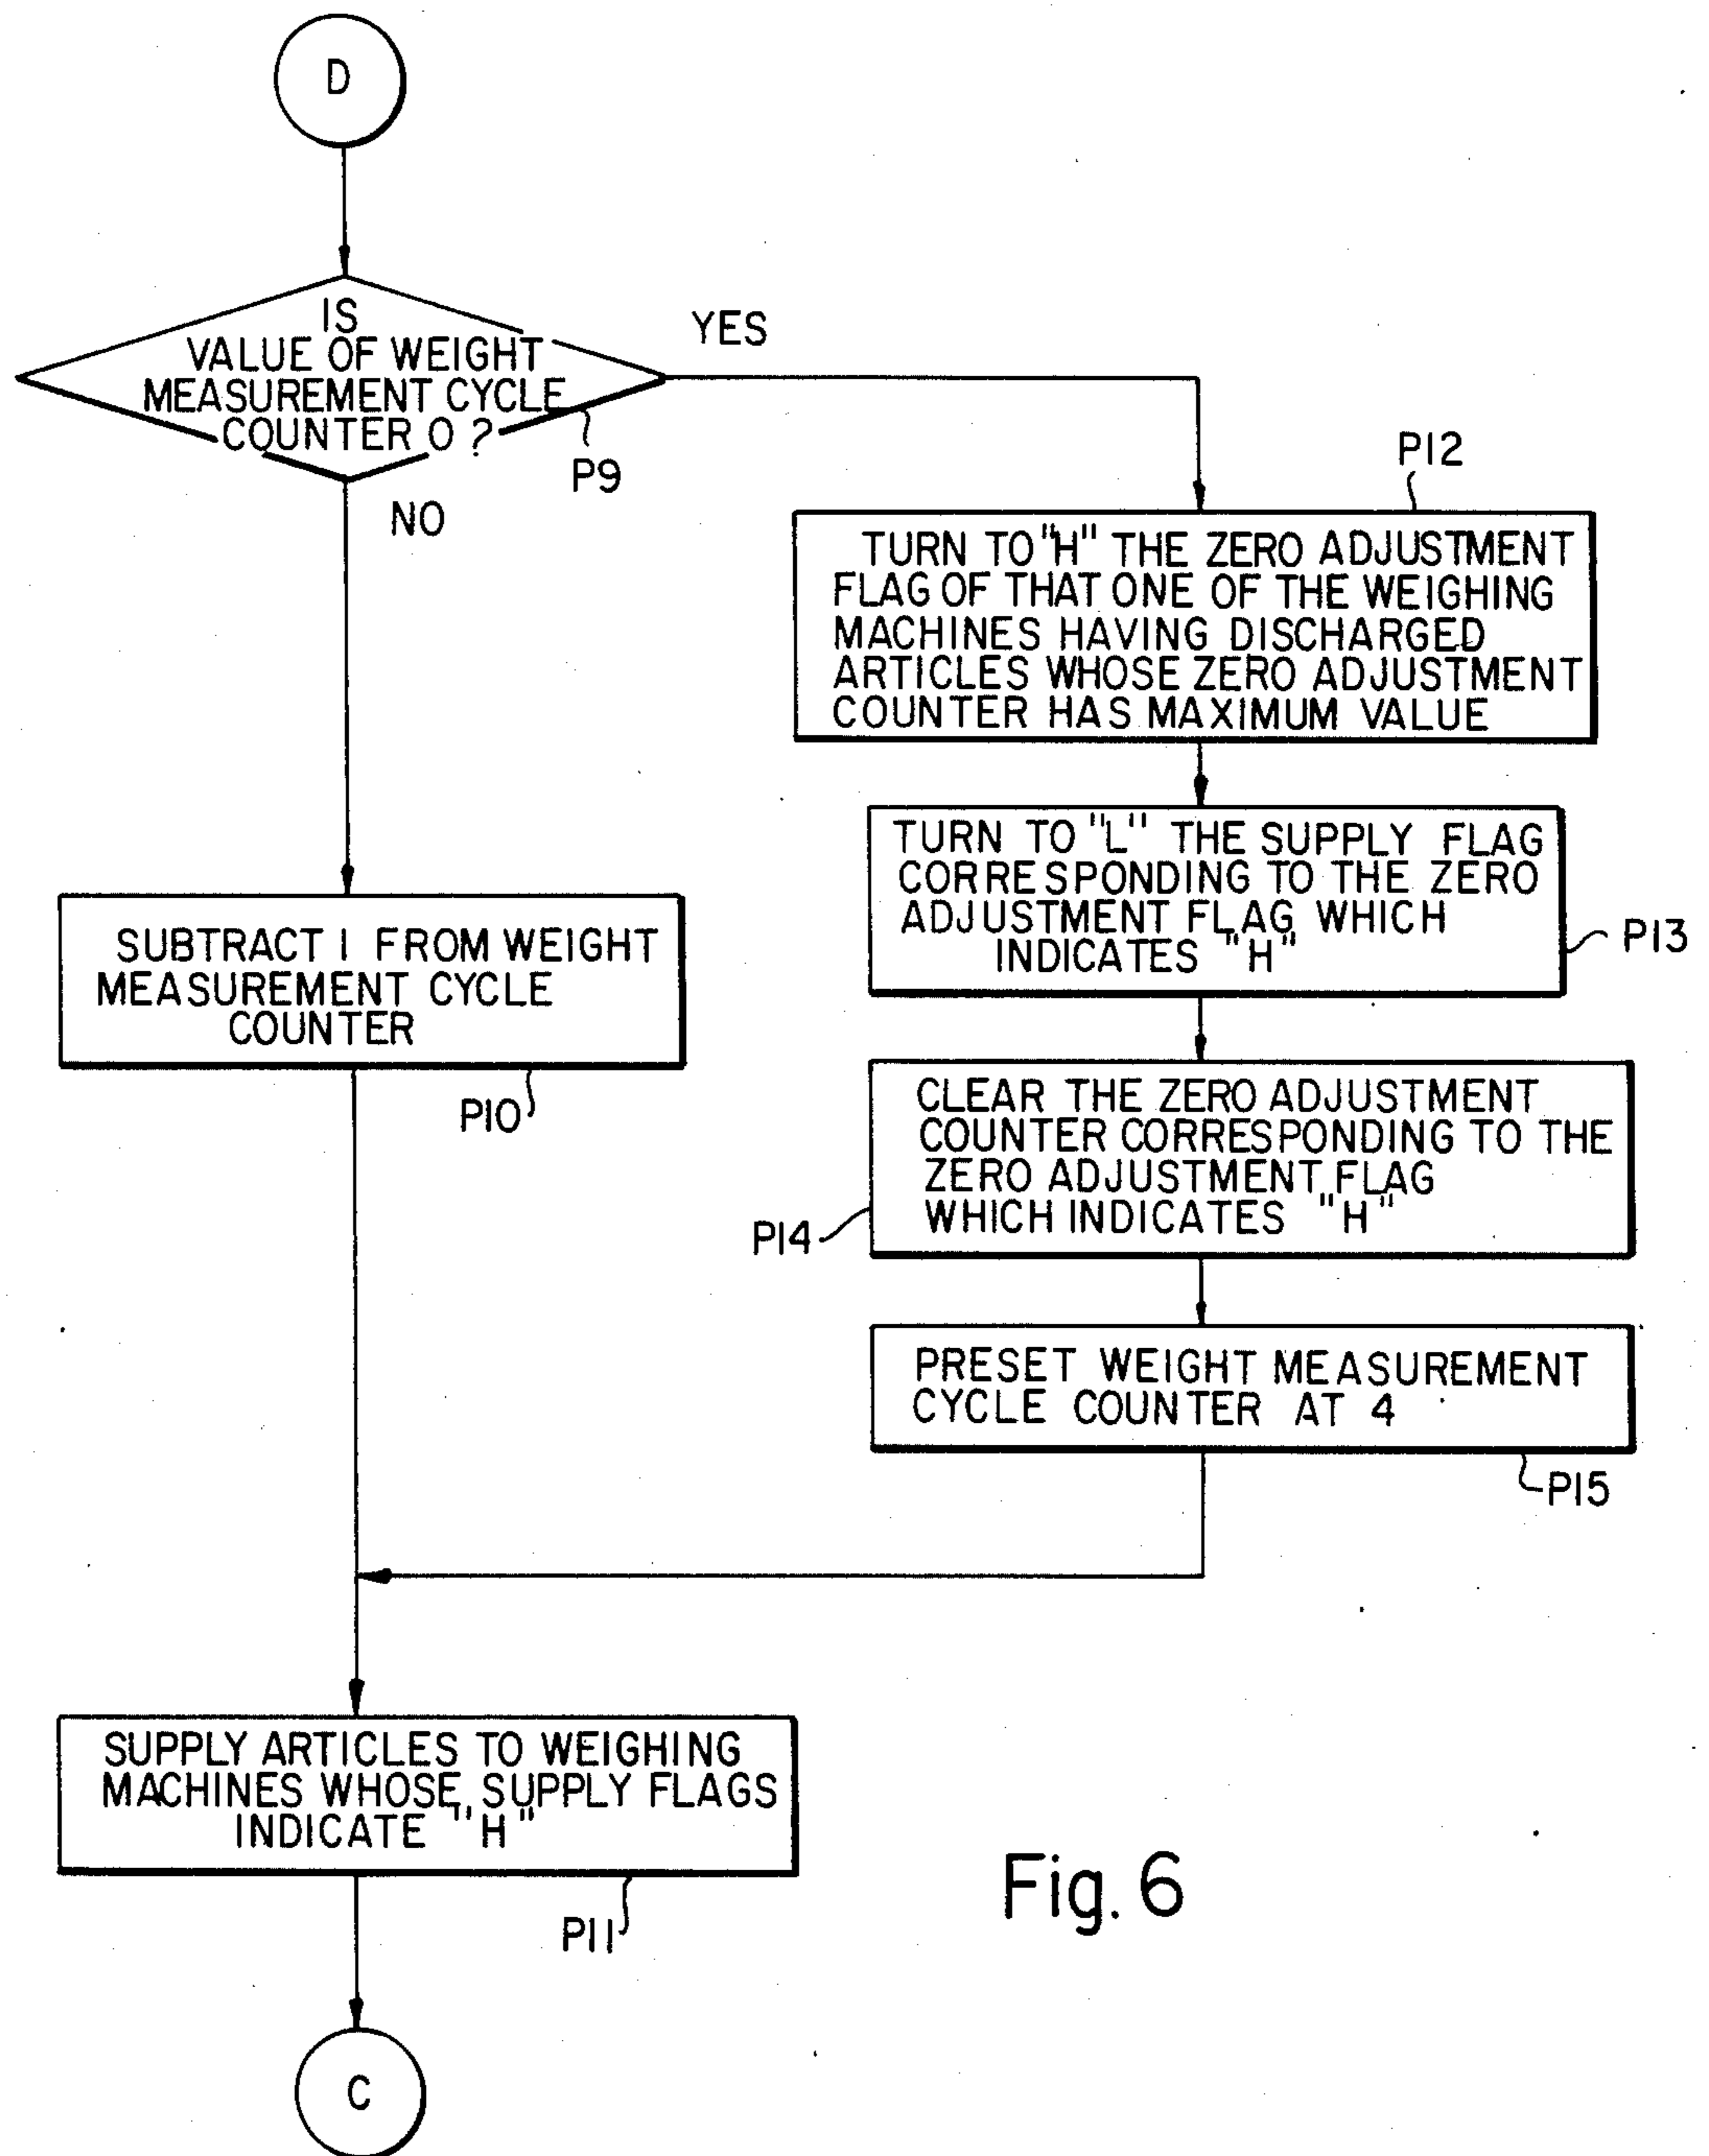 D
IS
VALUE OF WEIGHT
MEASUREMENT CYCLE
COUNTER 0 ?
YES
P9
NO
P12
TURN TO "H" THE ZERO ADJUSTMENT
FLAG OF THAT ONE OF THE WEIGHING
MACHINES HAVING DISCHARGED
ARTICLES WHOSE ZERO ADJUSTMENT
COUNTER HAS MAXIMUM VALUE
TURN TO "L" THE SUPPLY FLAG
CORRESPONDING TO THE ZERO
ADJUSTMENT FLAG WHICH
INDICATES "H"
P13
SUBTRACT 1 FROM WEIGHT
MEASUREMENT CYCLE
COUNTER
P10
CLEAR THE ZERO ADJUSTMENT
COUNTER CORRESPONDING TO THE
ZERO ADJUSTMENT FLAG
WHICH INDICATES "H"
P14
PRESET WEIGHT MEASUREMENT
CYCLE COUNTER AT 4
P15
SUPPLY ARTICLES TO WEIGHING
MACHINES WHOSE SUPPLY FLAGS
INDICATE "H"
P11
Fig. 6
C